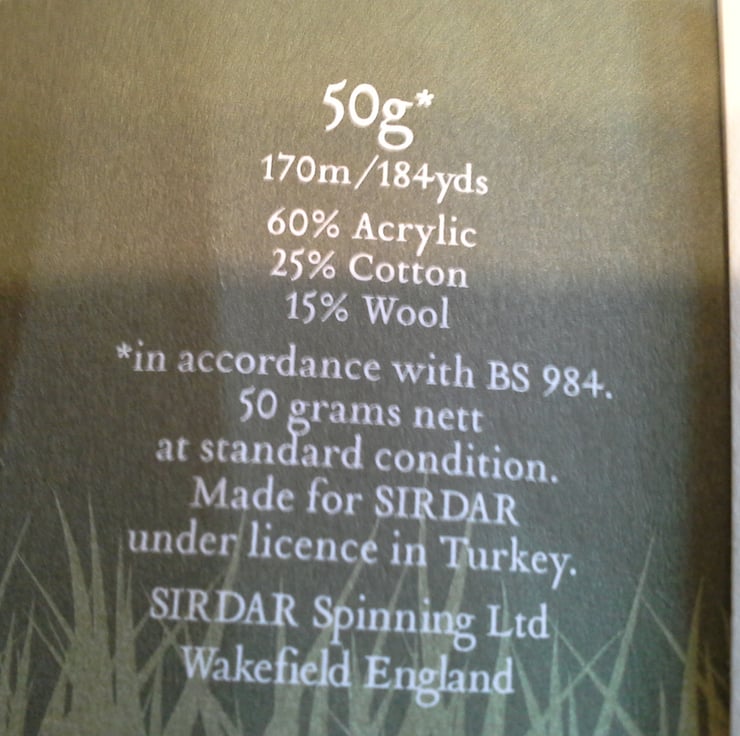 50g*
170m/184yds
60% Acrylic
25% Cotton
15% Wool
*in accordance with BS 984.
50 grams nett
at standard condition.
Made for SIRDAR
under licence in Turkey.
SIRDAR Spinning Ltd
Wakefield England